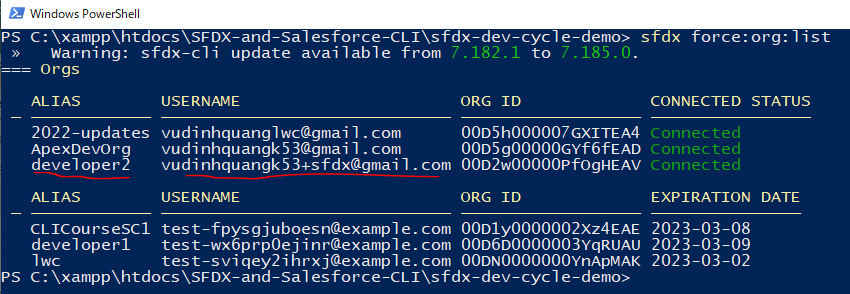 Windows PowerShell
PS C:\xampp\htdocs\SFDX-and-Salesforce-CLI\sfdx-dev-cycle-demo> sfdx force:org:list
» Warning: sfdx-cli update available from 7.182.1 to 7.185.0.
=== Orgs
ALIAS USERNAME ORG ID CONNECTED STATUS
2022-updates vudinhquanglwc@gmail.com 00D5h000007GXITEA4 Connected
ApexDevOrg vudinhquangk53@gmail.com 00D5g00000GYf6fEAD Connected
developer2 vudinhquangk53+sfdx@gmail.com 00D2w00000PfOgHEAV Connected
ALIAS USERNAME ORG ID EXPIRATION DATE
CLICourseSC1 test-fpysgjuboesn@example.com 00D1y0000002Xz4EAE 2023-03-08
developer1 test-wx6prp0ejinr@example.com 00D6D0000003YqRUAU 2023-03-09
lwc test-sviqey2ihrxj@example.com 00DN0000000YnApMAK 2023-03-02
PS C:\xampp\htdocs\SFDX-and-Salesforce-CLI\sfdx-dev-cycle-demo>